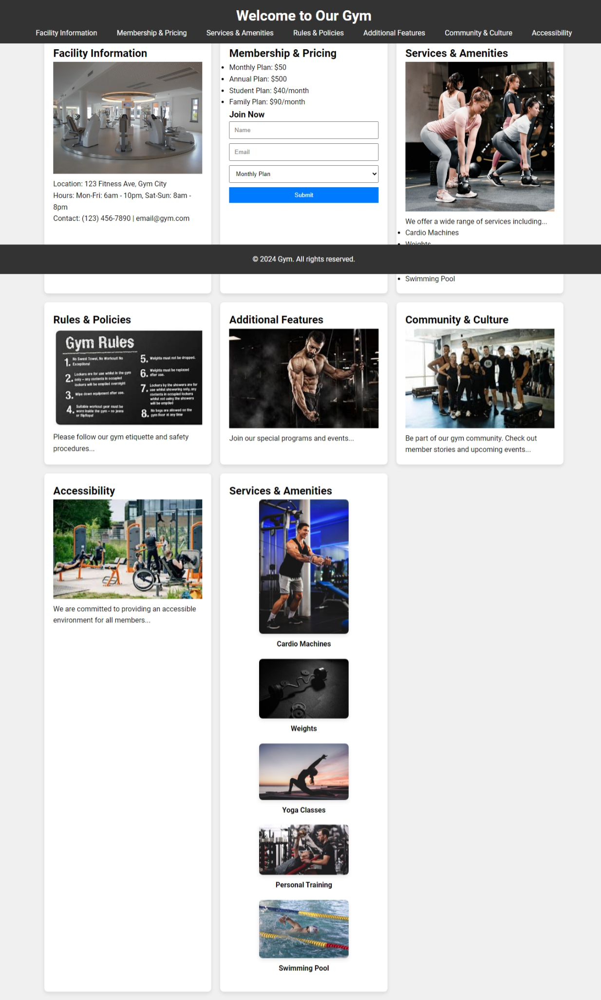 Welcome to Our Gym
Facility Information
Membership & Pricing
Services & Amenities
Rules & Policies
Additional Features
Community & Culture
Accessibility
Facility Information
Location: 123 Fitness Ave, Gym City
Hours: Mon-Fri: 6am - 10pm, Sat-Sun: 8am -
8pm
Contact: (123) 456-7890 | email@gym.com
Membership & Pricing
Monthly Plan: $50
Annual Plan: $500
Student Plan: $40/month
Family Plan: $90/month
Join Now
Name
Email
Monthly Plan
Submit
Services & Amenities
We offer a wide range of services including...
Cardio Machines
Weights
© 2024 Gym. All rights reserved.
Swimming Pool
Rules & Policies
Gym Rules
1. No Sweat Towel, No Workout! No
Exceptions!
2. Lockers are for use whilst in the gym
only – any contents in occupied
lockers will be emptied overnight
3. Wipe down equipment after use.
4. Suitable workout gear must be
worn inside the gym – no jeans
or flipflops!
5. Weights must not be dropped.
6. Weights must be replaced
after use.
7. Lockers by the showers are for
use whilst showering only, any
contents in occupied lockers
whilst not using the showers
will be emptied
8. No bags are allowed on the
gym floor at any time
Please follow our gym etiquette and safety
procedures...
Additional Features
Join our special programs and events...
Community & Culture
fit
Be part of our gym community. Check out
member stories and upcoming events...
Accessibility
We are committed to providing an accessible
environment for all members...
Services & Amenities
Cardio Machines
Weights
Yoga Classes
Personal Training
Swimming Pool